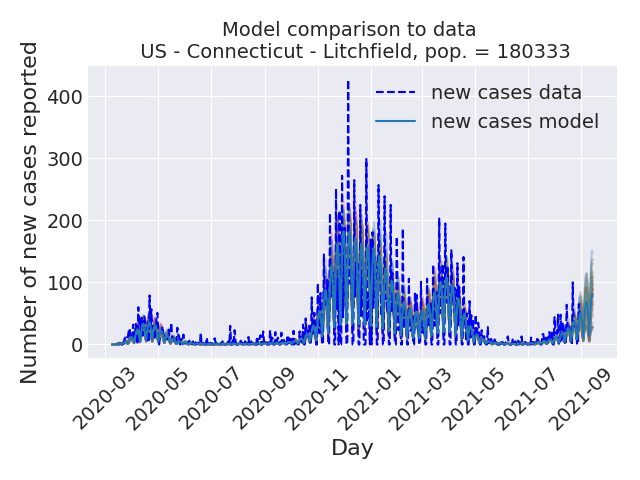 Model comparison to data
US - Connecticut - Litchfield, pop. = 180333
Number of new cases reported
400
300
200
100
0
new cases data
new cases model
2020-03
2020-05
2020-07
2020-09
2020-11
2021-01
2021-03
2021-05
2021-07
2021-09
Day